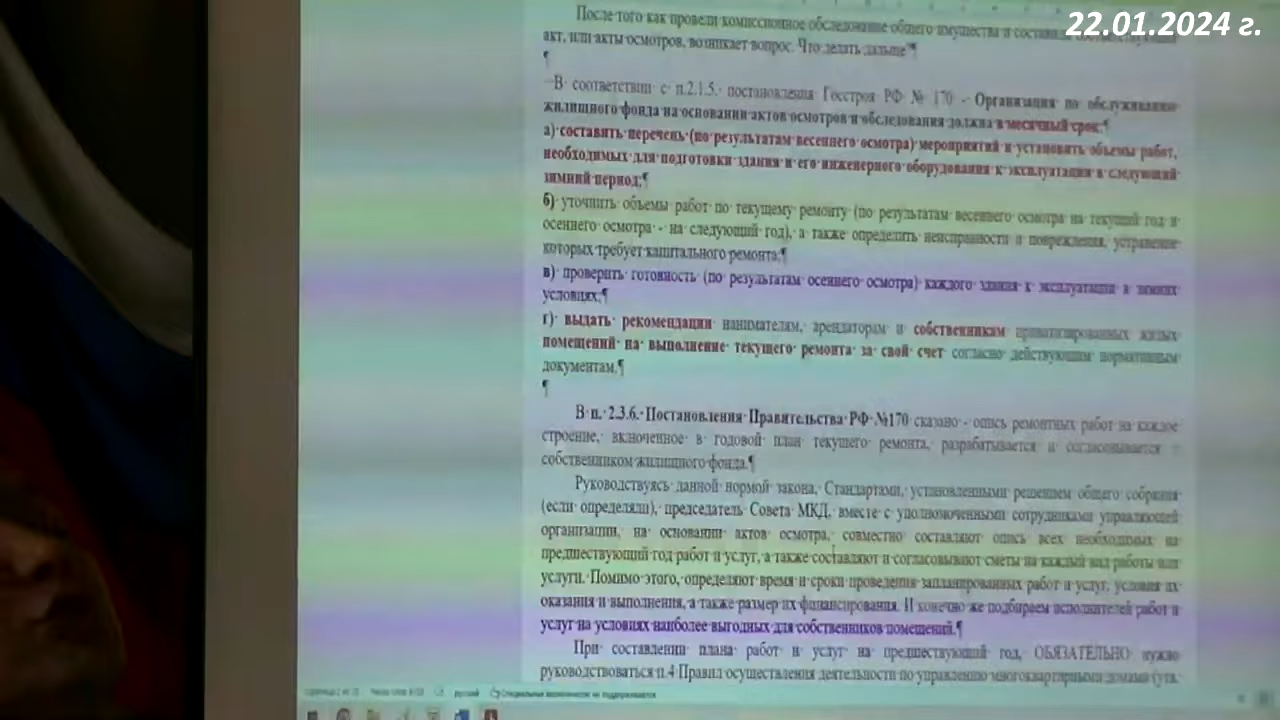 22.01.2024 г.
После того как провели комиссионное обследование общего имущества и составили
акт, или акты осмотров, возникает вопрос. Что делать дальше?¶
¶
В соответствии с п.2.1.5. постановления Госстроя РФ № 170 - Организация по обслуживанию
жилищного фонда на основании актов осмотров и обследования должна в месячный срок:¶
а) составить перечень (по результатам весеннего осмотра) мероприятий и установить объемы работ,
необходимых для подготовки здания и его инженерного оборудования к эксплуатации в следующий
зимний период;¶
б) уточнить объемы работ по текущему ремонту (по результатам весеннего осмотра на текущий год и
осеннего осмотра - на следующий год), а также определить неисправности и повреждения, устранение
которых требует капитального ремонта;¶
в) проверить готовность (по результатам осеннего осмотра) каждого здания к эксплуатации в зимних
условиях;¶
г) выдать рекомендации нанимателям, арендаторам и собственникам приватизированных жилых
помещений на выполнение текущего ремонта за свой счет согласно действующим нормативным
документам.¶
¶
В п. 2.3.6. Постановления Правительства РФ №170 сказано - опись ремонтных работ на каждое
строение, включенное в годовой план текущего ремонта, разрабатывается и согласовывается с
собственником жилищного фонда.¶
Руководствуясь данной нормой закона, Стандартами, установленными решением общего собрания
(если определяли), председатель Совета МКД, вместе с уполномоченными сотрудниками управляющей
организации, на основании актов осмотра, совместно составляют опись всех необходимых на
предшествующий год работ и услуг, а также составляют и согласовывают сметы на каждый вид работы или
услуги. Помимо этого, определяют время и сроки проведения запланированных работ и услуг, условия их
оказания и выполнения, а также размер их финансирования. И конечно же подбираем исполнителей работ и
услуг на условиях наиболее выгодных для собственников помещений.¶
При составлении плана работ и услуг на предшествующий год, ОБЯЗАТЕЛЬНО нужно
руководствоваться п.4 Правил осуществления деятельности по управлению многоквартирными домами (утв.
русский
Специальные возможности: не поддерживаются